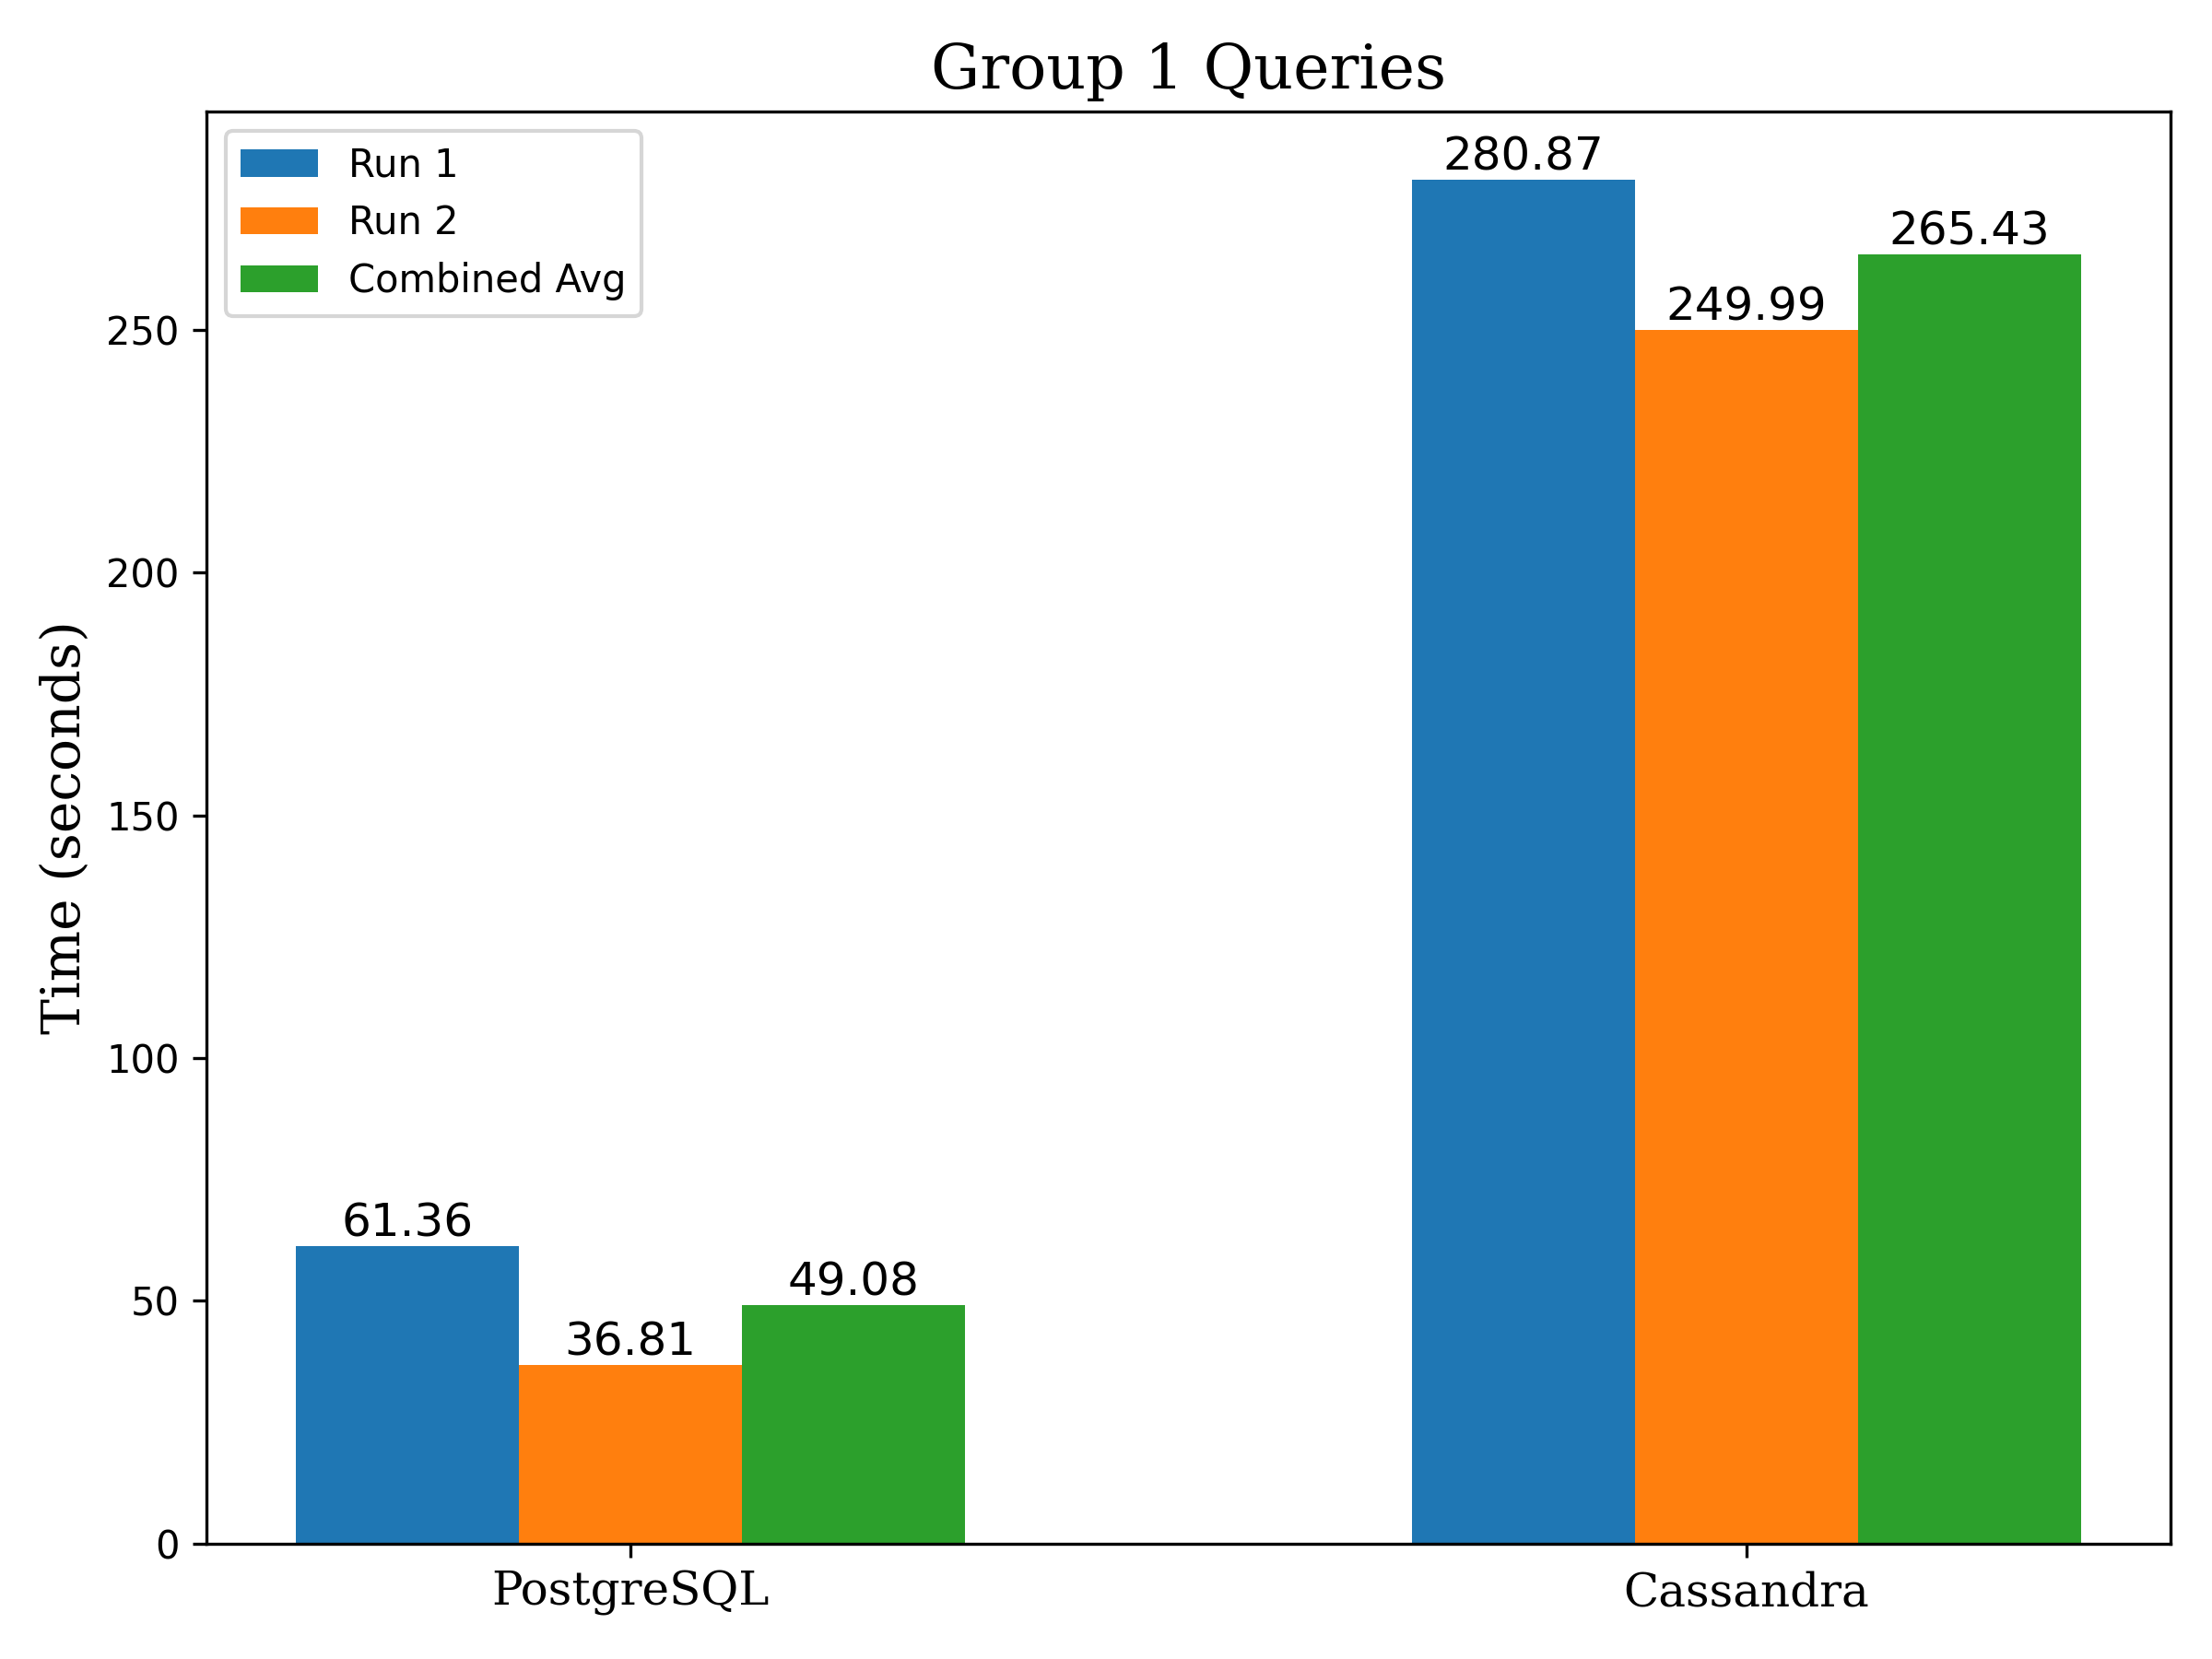 Group 1 Queries
Run 1
Run 2
Combined Avg
280.87
265.43
249.99
61.36
49.08
36.81
250
200
150
100
50
0
Time (seconds)
PostgreSQL
Cassandra